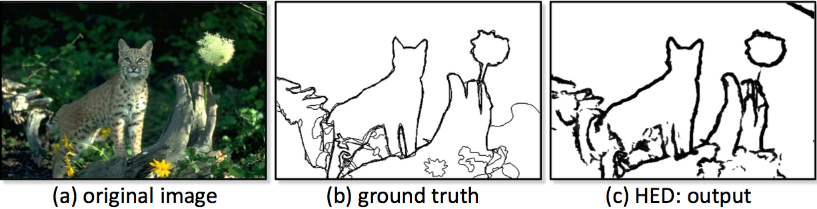 (a) original image
(b) ground truth
(c) HED: output